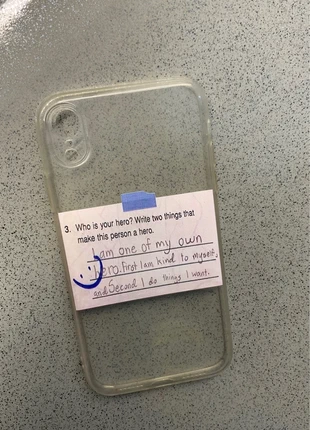 3. Who is your hero? Write two things that
make this person a hero.
I am one of my own
hero. first I am kind to myself,
and Second I do things I want.